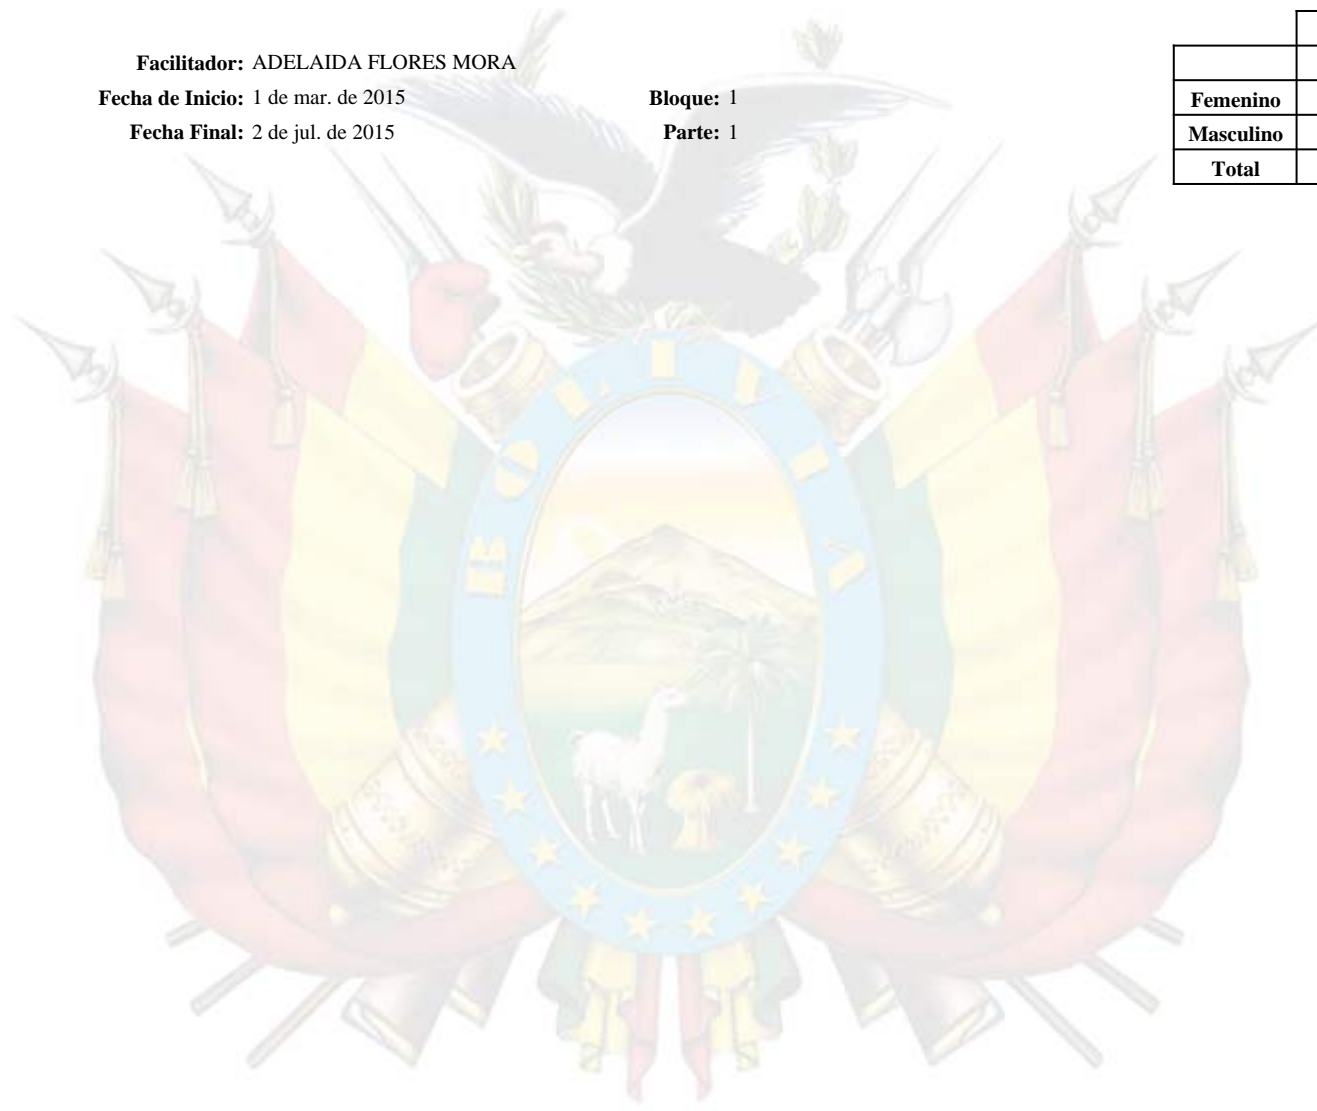 Facilitador: ADELAIDA FLORES MORA
Fecha de Inicio: 1 de mar. de 2015 Bloque: 1
Fecha Final: 2 de jul. de 2015 Parte: 1
Femenino
Masculino
Total
BOLIVIA